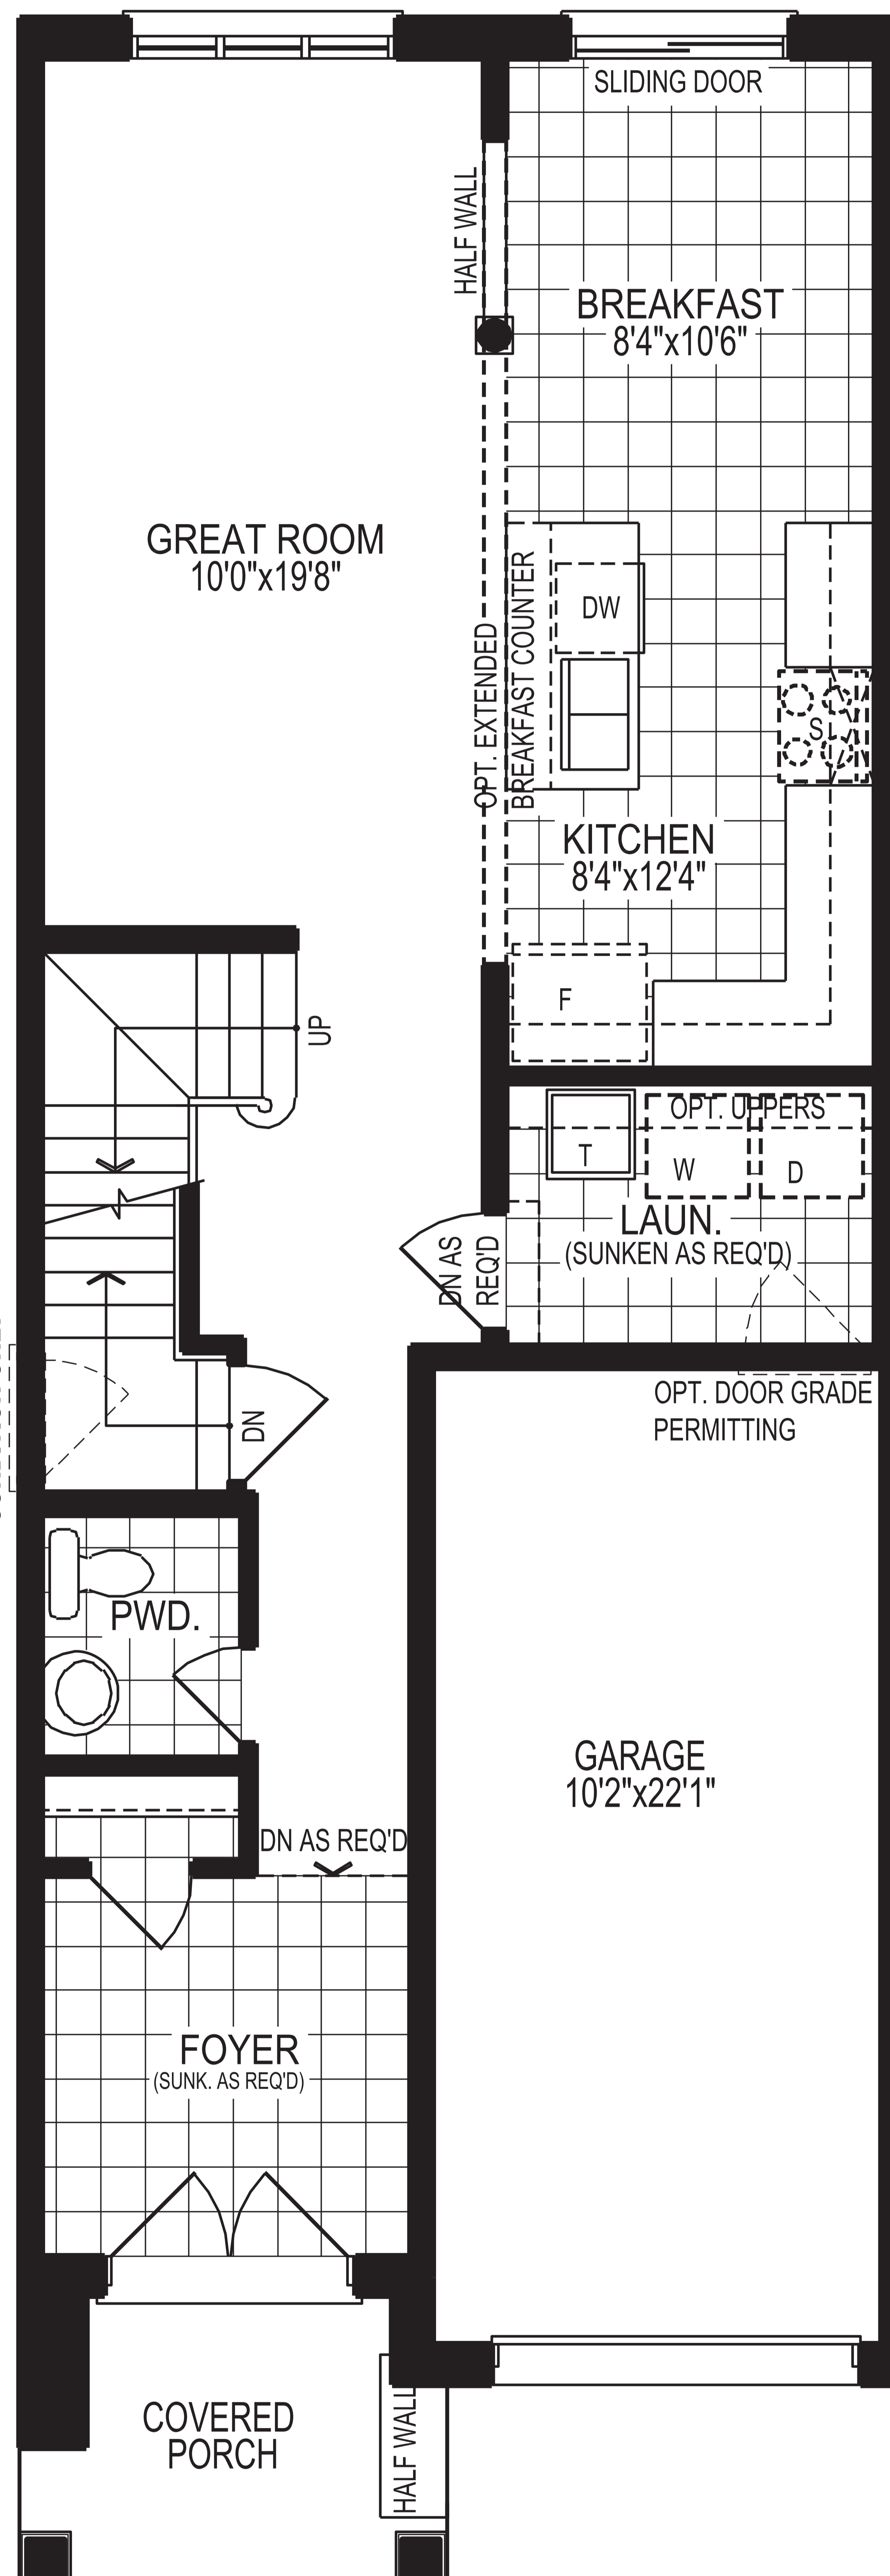 SLIDING DOOR
HALF WALL
BREAKFAST
8'4"x10'6"
GREAT ROOM
10'0"x19'8"
OPT. EXTENDED
BREAKFAST COUNTER
DW
S
KITCHEN
8'4"x12'4"
F
UP
OPT. UPPERS
T
W
D
LAUN.
(SUNKEN AS REQ'D)
DN AS
REQ'D
OPT. DOOR GRADE
PERMITTING
DN
PWD.
GARAGE
10'2"x22'1"
DN AS REQ'D
FOYER
(SUNK. AS REQ'D)
COVERED
PORCH
HALF WALL